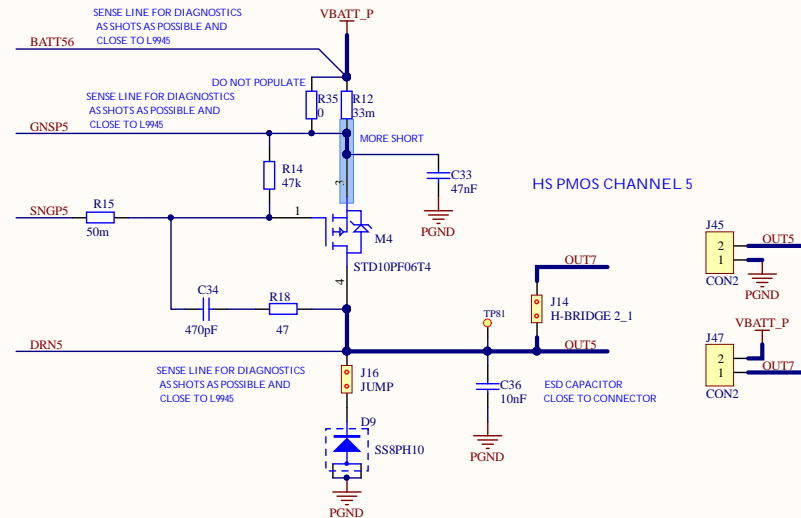 SENSE LINE FOR DIAGNOSTICS
AS SHOTS AS POSSIBLE AND
CLOSE TO L9945
VBATT_P
BATT56
DO NOT POPULATE
SENSE LINE FOR DIAGNOSTICS
AS SHOTS AS POSSIBLE AND
CLOSE TO L9945
R35
0
R12
33m
GNSP5
MORE SHORT
R14
47k
C33
47nF
3
HS PMOS CHANNEL 5
SNGP5
R15
50m
1
PGND
M4
STD10PF06T4
4
J45
2
1
CON2
OUT5
PGND
OUT7
C34
470pF
R18
47
TP81
J14
H-BRIDGE 2_1
VBATT_P
DRN5
OUT5
J47
2
1
CON2
OUT7
SENSE LINE FOR DIAGNOSTICS
AS SHOTS AS POSSIBLE AND
CLOSE TO L9945
J16
JUMP
C36
10nF
ESD CAPACITOR
CLOSE TO CONNECTOR
D9
SS8PH10
PGND
PGND